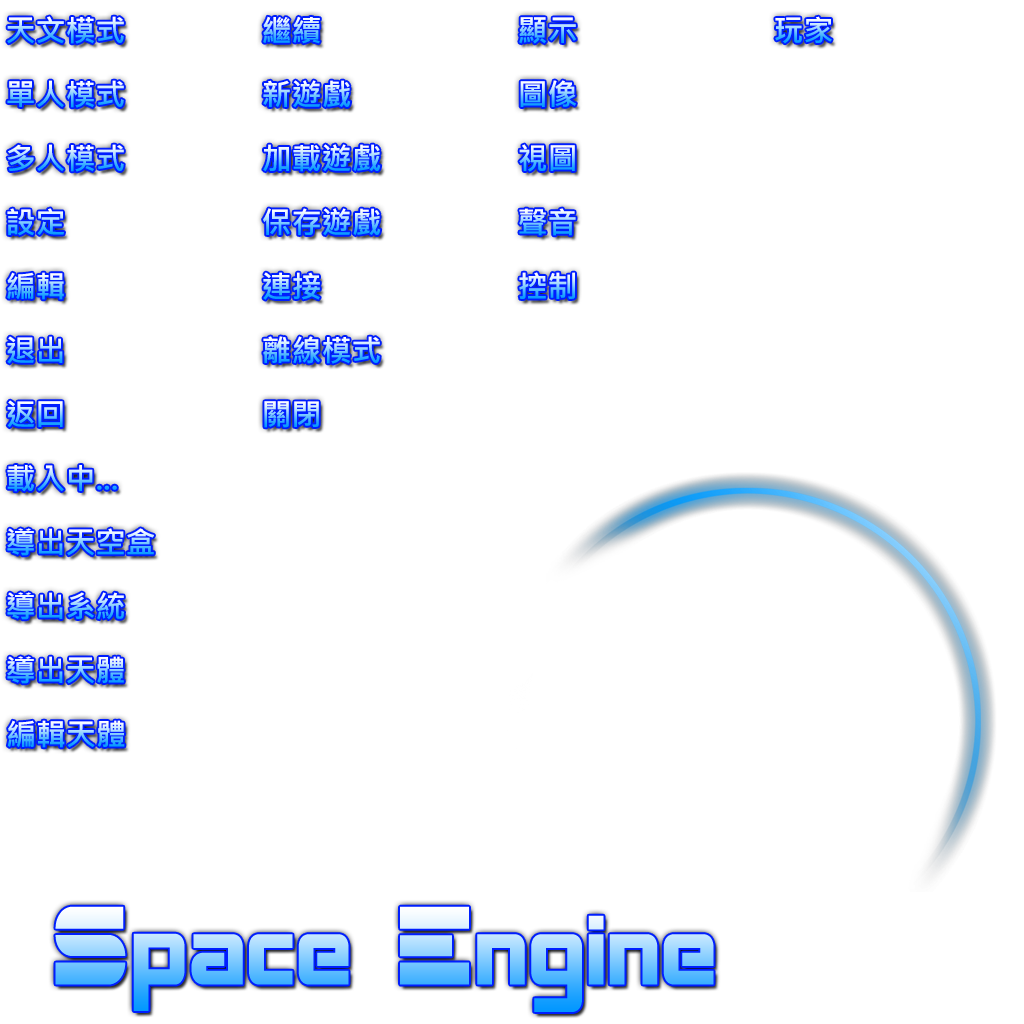 天文模式
單人模式
多人模式
設定
編輯
退出
返回
載入中...
導出天空盒
導出系統
導出天體
編輯天體
繼續
新遊戲
加載遊戲
保存遊戲
連接
離線模式
關閉
顯示
圖像
視圖
聲音
控制
玩家
Space Engine